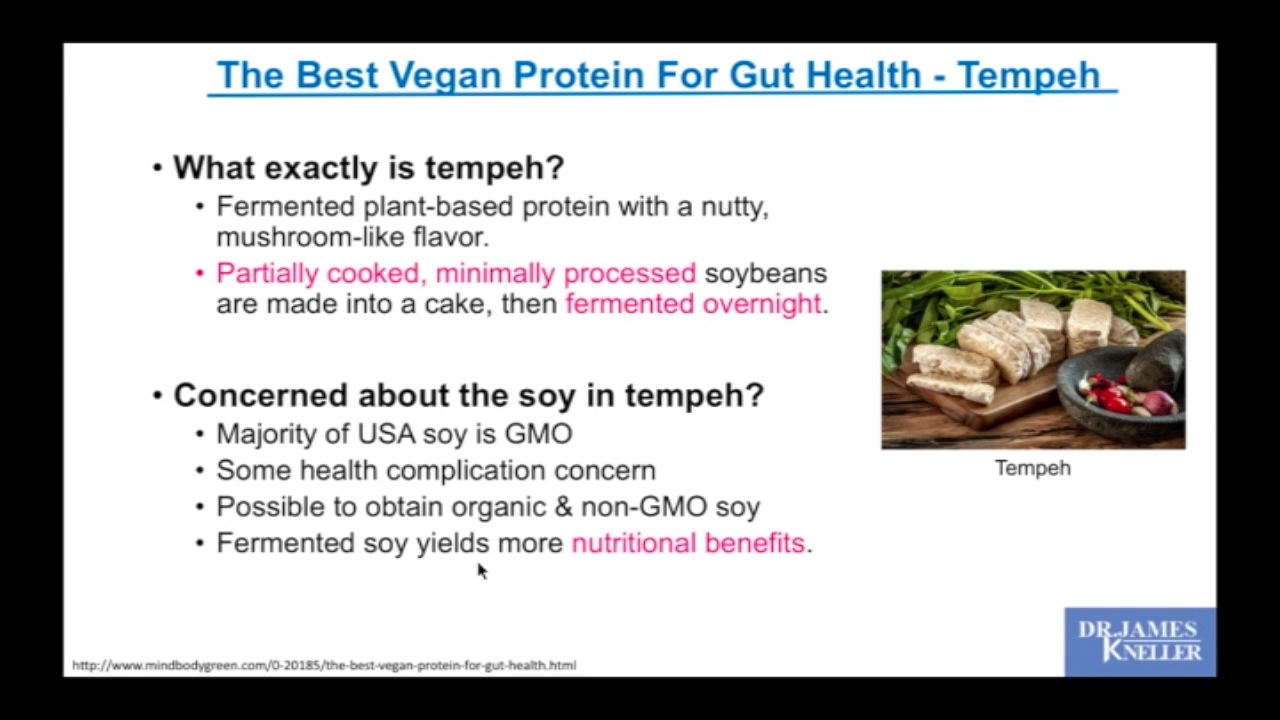 The Best Vegan Protein For Gut Health - Tempeh
• What exactly is tempeh?
• Fermented plant-based protein with a nutty,
mushroom-like flavor.
• Partially cooked, minimally processed soybeans
are made into a cake, then fermented overnight.
• Concerned about the soy in tempeh?
• Majority of USA soy is GMO
• Some health complication concern
• Possible to obtain organic & non-GMO soy
• Fermented soy yields more nutritional benefits.
Tempeh
http://www.mindbodygreen.com/0-20185/the-best-vegan-protein-for-gut-health.html
DR.JAMES
KNELLER